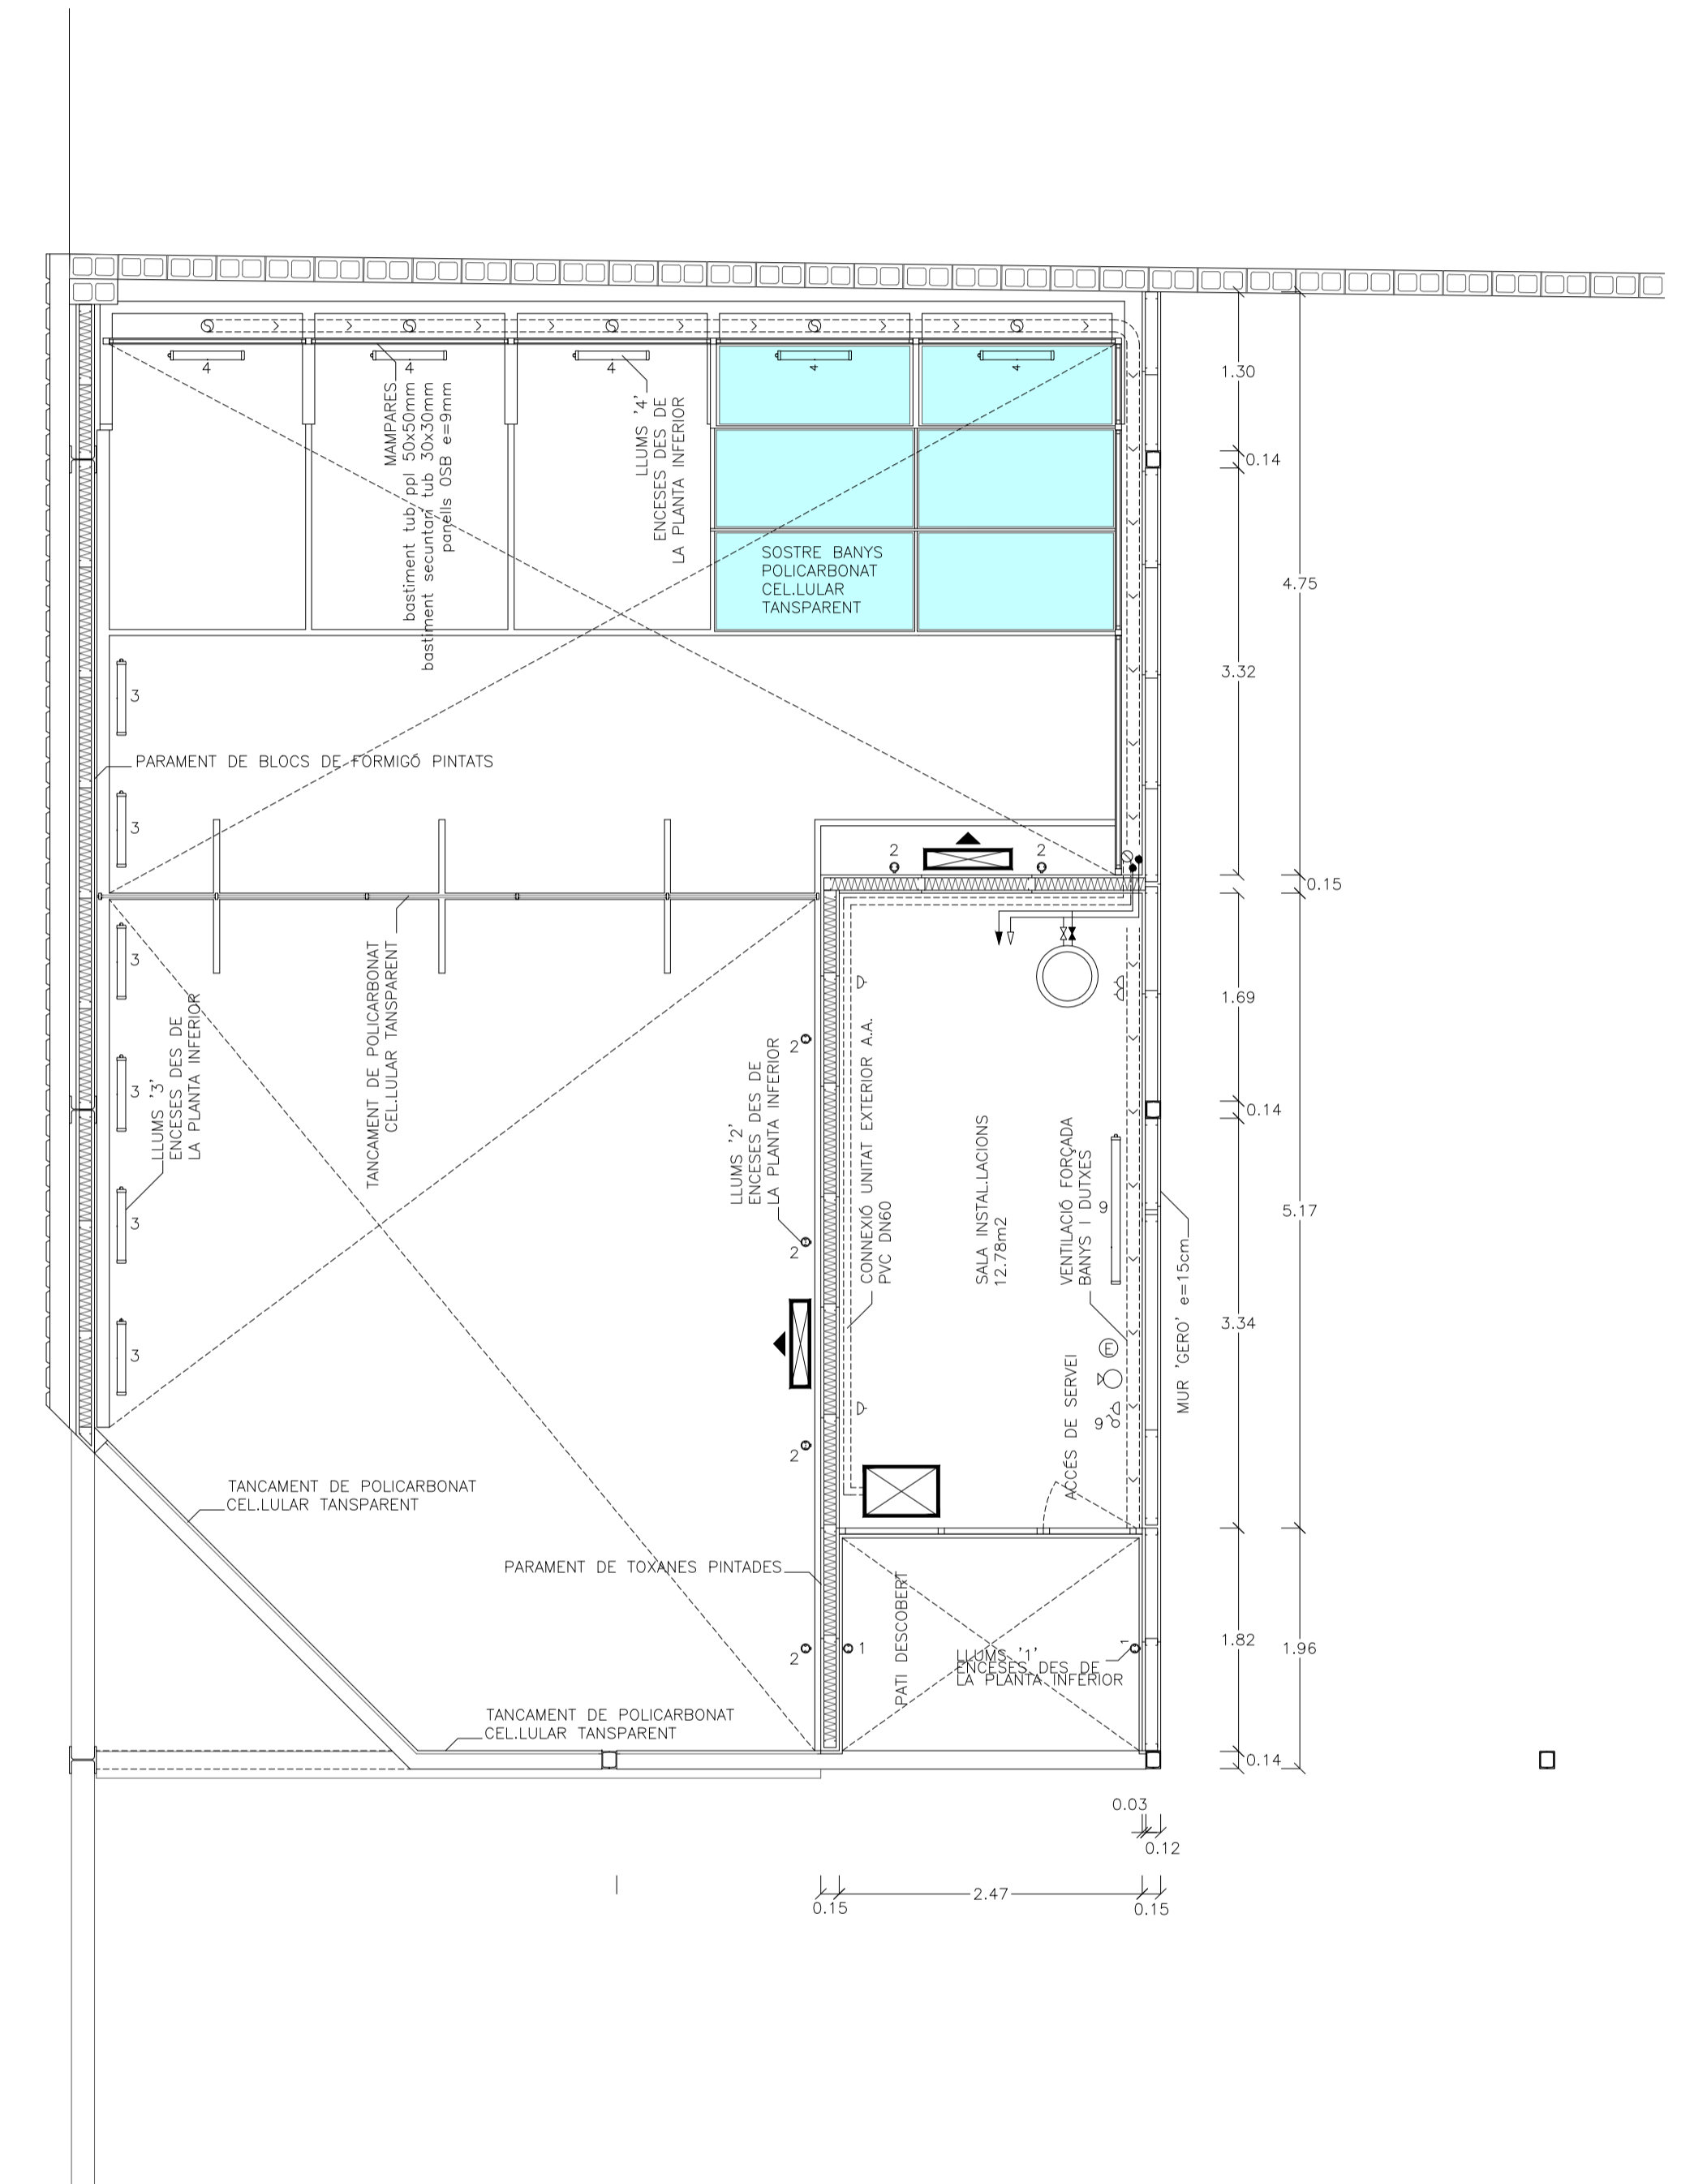 4
4
4
4
4
MAMPARES
bastiment tub ppl 50x50mm
bastiment secuntari tub 30x30mm
panells OSB e=9mm
LLUMS '4'
ENCESES DES DE
LA PLANTA INFERIOR
SOSTRE BANYS
POLICARBONAT
CEL.LULAR
TANSPARENT
1.30
0.14
4.75
3.32
0.15
1.69
0.14
5.17
3.34
1.82
1.96
0.14
3
PARAMENT DE BLOCS DE FORMIGÓ PINTATS
3
2
2
3
3
3
3
LLUMS '3'
ENCESES DES DE
LA PLANTA INFERIOR
TANCAMENT DE POLICARBONAT
CEL.LULAR TANSPARENT
2
LLUMS '2'
ENCESES DES DE
LA PLANTA INFERIOR
2
2
2
CONNEXIÓ UNITAT EXTERIOR A.A.
PVC DN60
SALA INSTAL.LACIONS
12.78m2
VENTILACIÓ FORÇADA
BANYS I DUTXES
9
E
9
ACCÉS DE SERVEI
MUR 'GERO' e=15cm
TANCAMENT DE POLICARBONAT
CEL.LULAR TANSPARENT
PARAMENT DE TOXANES PINTADES
PATI DESCOBERT
1
1
LLUMS '1'
ENCESES DES DE
LA PLANTA INFERIOR
TANCAMENT DE POLICARBONAT
CEL.LULAR TANSPARENT
0.03
0.12
2.47
0.15
0.15